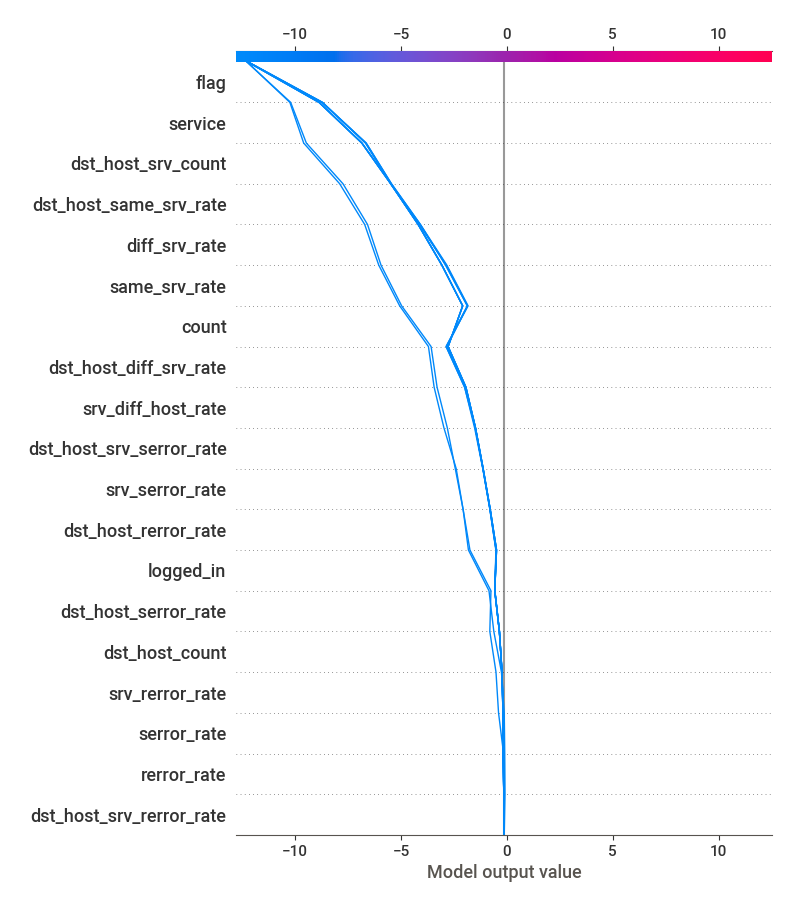 −10 −5 0 5 10
flag
service
dst_host_srv_count
dst_host_same_srv_rate
diff_srv_rate
same_srv_rate
count
dst_host_diff_srv_rate
srv_diff_host_rate
dst_host_srv_serror_rate
srv_serror_rate
dst_host_rerror_rate
logged_in
dst_host_serror_rate
dst_host_count
srv_rerror_rate
serror_rate
rerror_rate
dst_host_srv_rerror_rate
−10 −5 0 5 10
Model output value